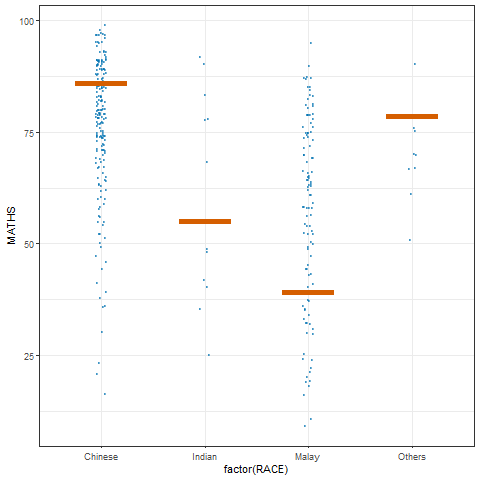 100
75
50
25
MATHS
Chinese
Indian
Malay
Others
factor(RACE)